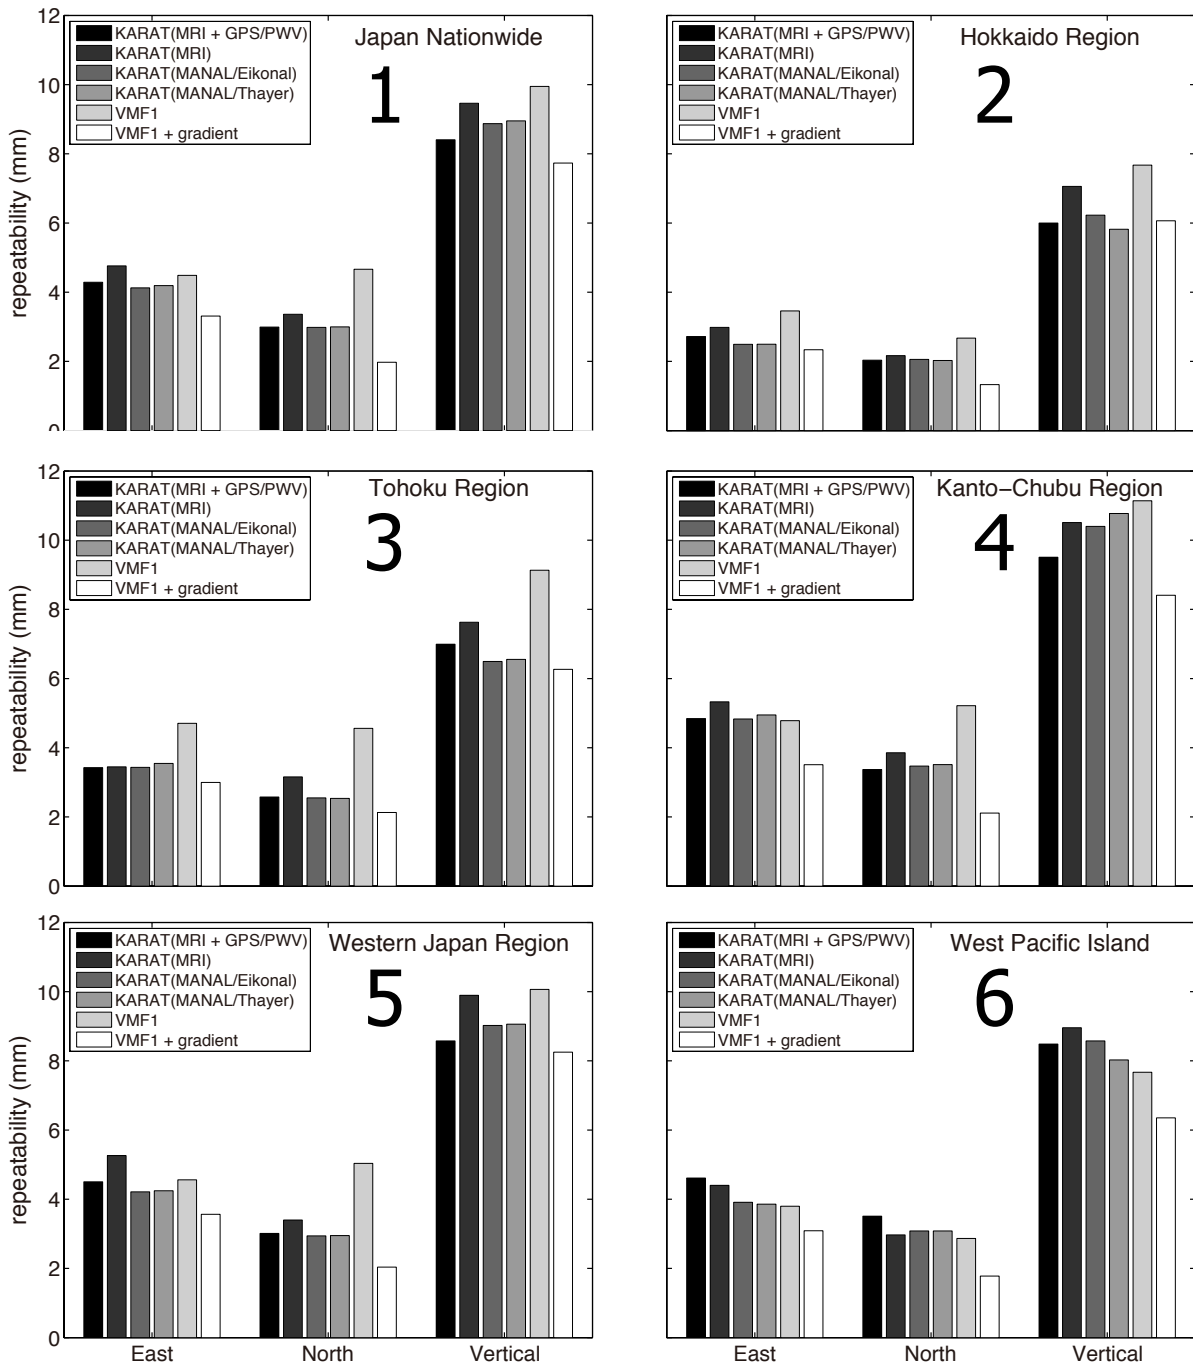 12
10
8
6
4
2
0
repeatability (mm)
KARAT(MRI + GPS/PWV)
KARAT(MRI)
KARAT(MANAL/Eikonal)
KARAT(MANAL/Thayer)
VMF1
VMF1 + gradient
Japan Nationwide
1
KARAT(MRI + GPS/PWV)
KARAT(MRI)
KARAT(MANAL/Eikonal)
KARAT(MANAL/Thayer)
VMF1
VMF1 + gradient
Hokkaido Region
2
12
10
8
6
4
2
0
repeatability (mm)
KARAT(MRI + GPS/PWV)
KARAT(MRI)
KARAT(MANAL/Eikonal)
KARAT(MANAL/Thayer)
VMF1
VMF1 + gradient
Tohoku Region
3
KARAT(MRI + GPS/PWV)
KARAT(MRI)
KARAT(MANAL/Eikonal)
KARAT(MANAL/Thayer)
VMF1
VMF1 + gradient
Kanto−Chubu Region
4
12
10
8
6
4
2
0
repeatability (mm)
KARAT(MRI + GPS/PWV)
KARAT(MRI)
KARAT(MANAL/Eikonal)
KARAT(MANAL/Thayer)
VMF1
VMF1 + gradient
Western Japan Region
5
East North Vertical
KARAT(MRI + GPS/PWV)
KARAT(MRI)
KARAT(MANAL/Eikonal)
KARAT(MANAL/Thayer)
VMF1
VMF1 + gradient
West Pacific Island
6
East North Vertical